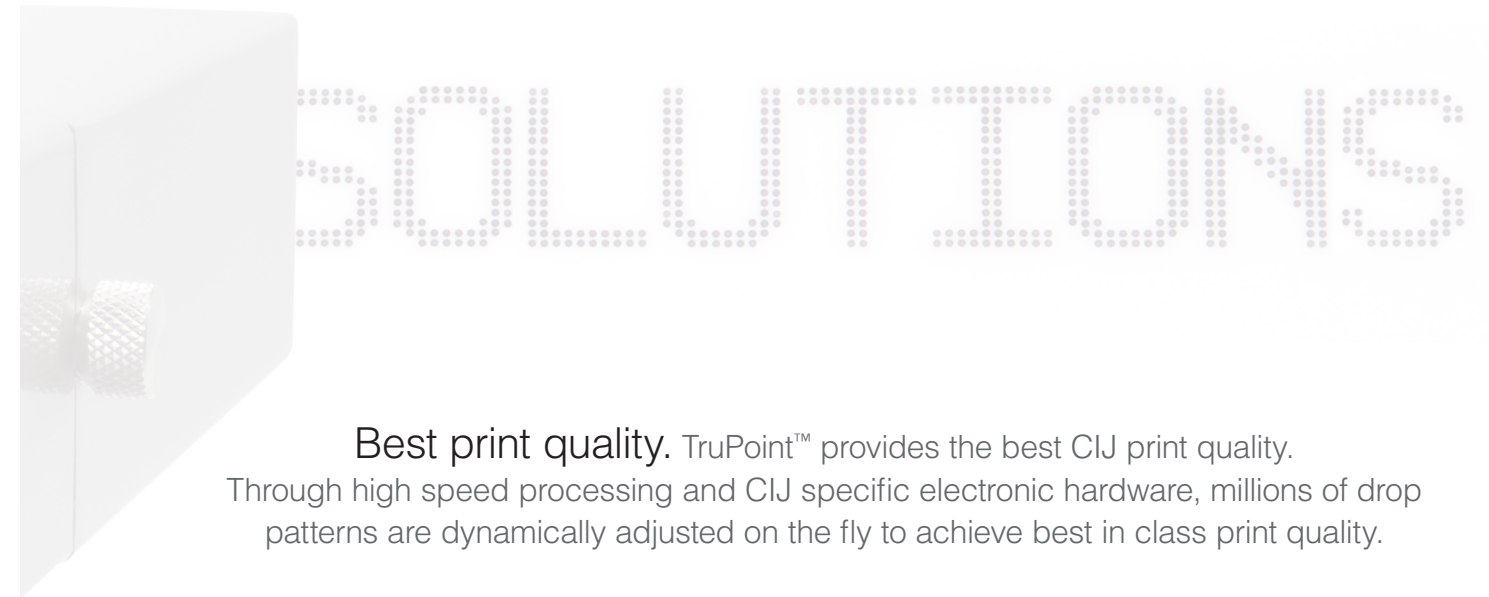 SOLUTIONS
Best print quality. TruPoint™ provides the best CIJ print quality.
Through high speed processing and CIJ specific electronic hardware, millions of drop
patterns are dynamically adjusted on the fly to achieve best in class print quality.